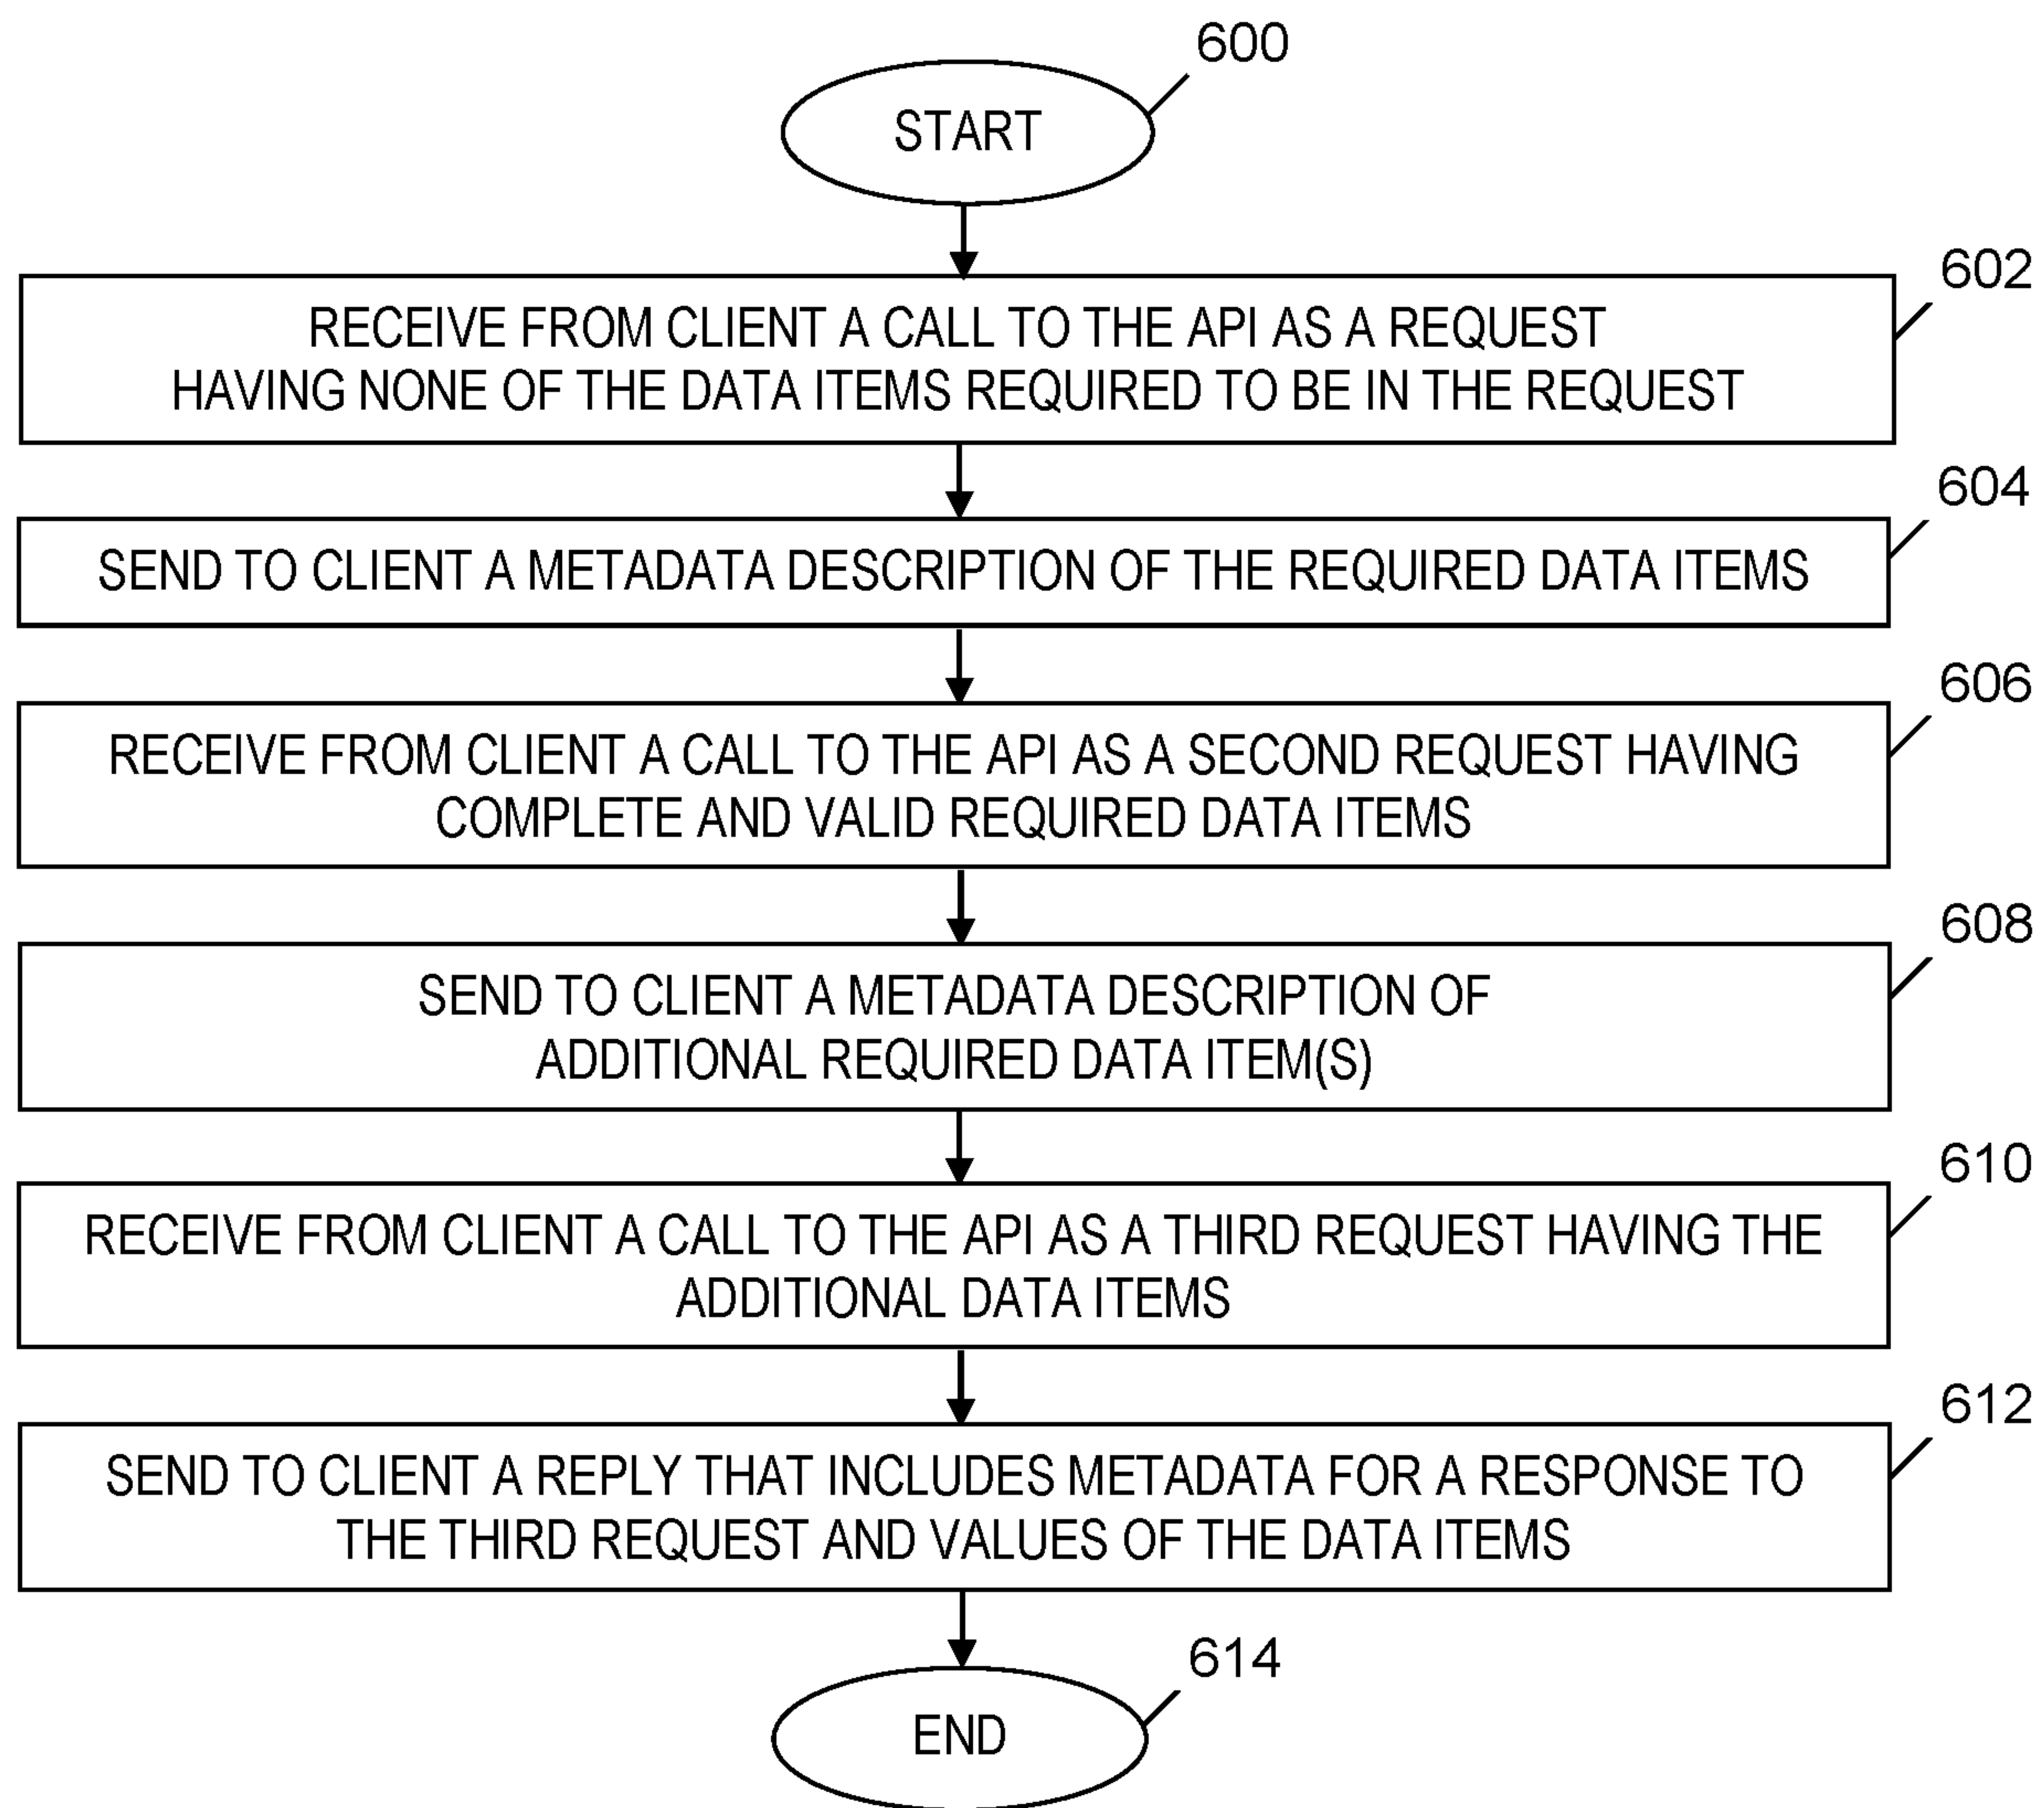 600
START
602
RECEIVE FROM CLIENT A CALL TO THE API AS A REQUEST
HAVING NONE OF THE DATA ITEMS REQUIRED TO BE IN THE REQUEST
604
SEND TO CLIENT A METADATA DESCRIPTION OF THE REQUIRED DATA ITEMS
606
RECEIVE FROM CLIENT A CALL TO THE API AS A SECOND REQUEST HAVING
COMPLETE AND VALID REQUIRED DATA ITEMS
608
SEND TO CLIENT A METADATA DESCRIPTION OF
ADDITIONAL REQUIRED DATA ITEM(S)
610
RECEIVE FROM CLIENT A CALL TO THE API AS A THIRD REQUEST HAVING THE
ADDITIONAL DATA ITEMS
612
SEND TO CLIENT A REPLY THAT INCLUDES METADATA FOR A RESPONSE TO
THE THIRD REQUEST AND VALUES OF THE DATA ITEMS
614
END